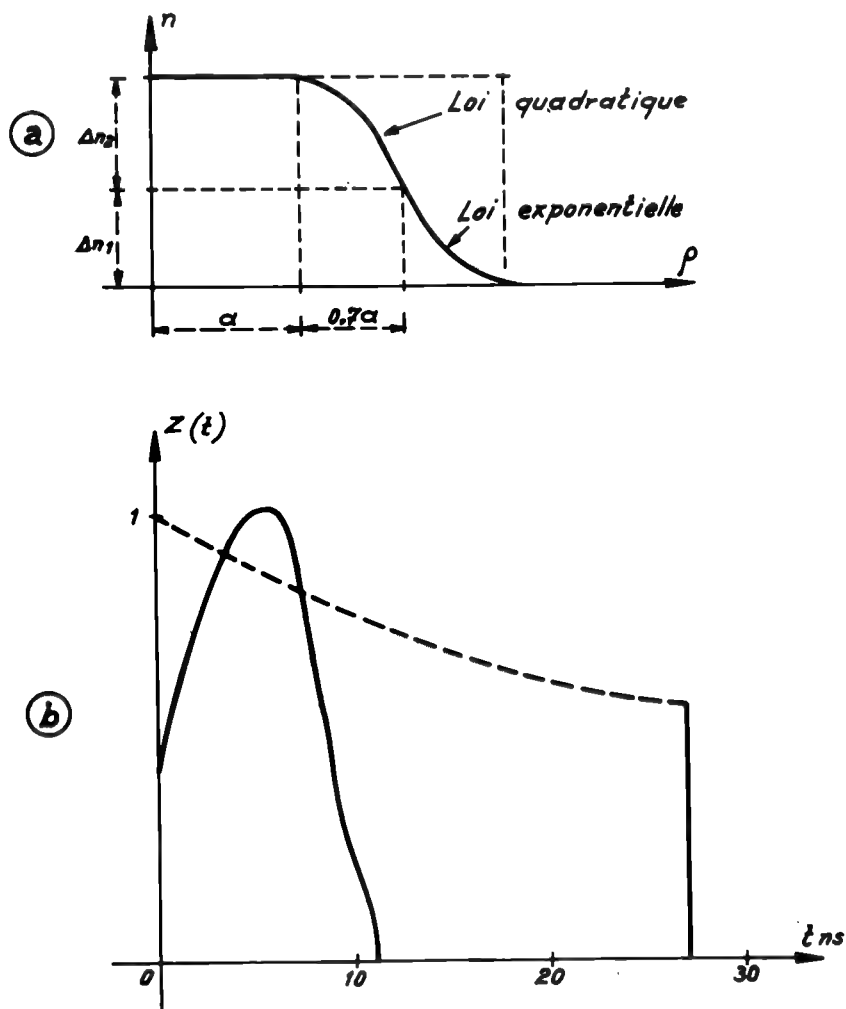 n
a
Δn2
Δn1
Loi quadratique
Loi exponentielle
ρ
a
0,7a
Z(t)
1
b
t ns
0
10
20
30